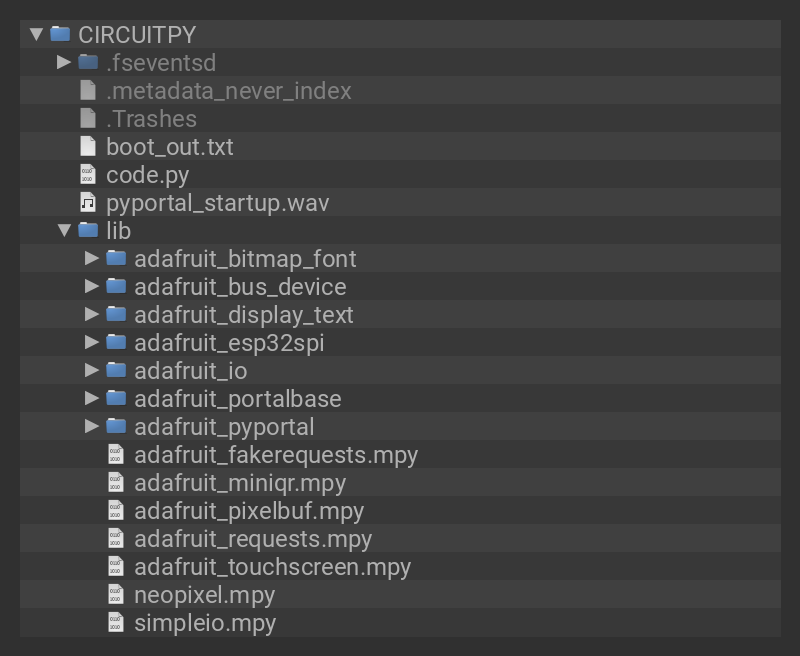 CIRCUITPY
.fseventsd
.metadata_never_index
.Trashes
boot_out.txt
code.py
pyportal_startup.wav
lib
adafruit_bitmap_font
adafruit_bus_device
adafruit_display_text
adafruit_esp32spi
adafruit_io
adafruit_portalbase
adafruit_pyportal
adafruit_fakerequests.mpy
adafruit_miniqr.mpy
adafruit_pixelbuf.mpy
adafruit_requests.mpy
adafruit_touchscreen.mpy
neopixel.mpy
simpleio.mpy